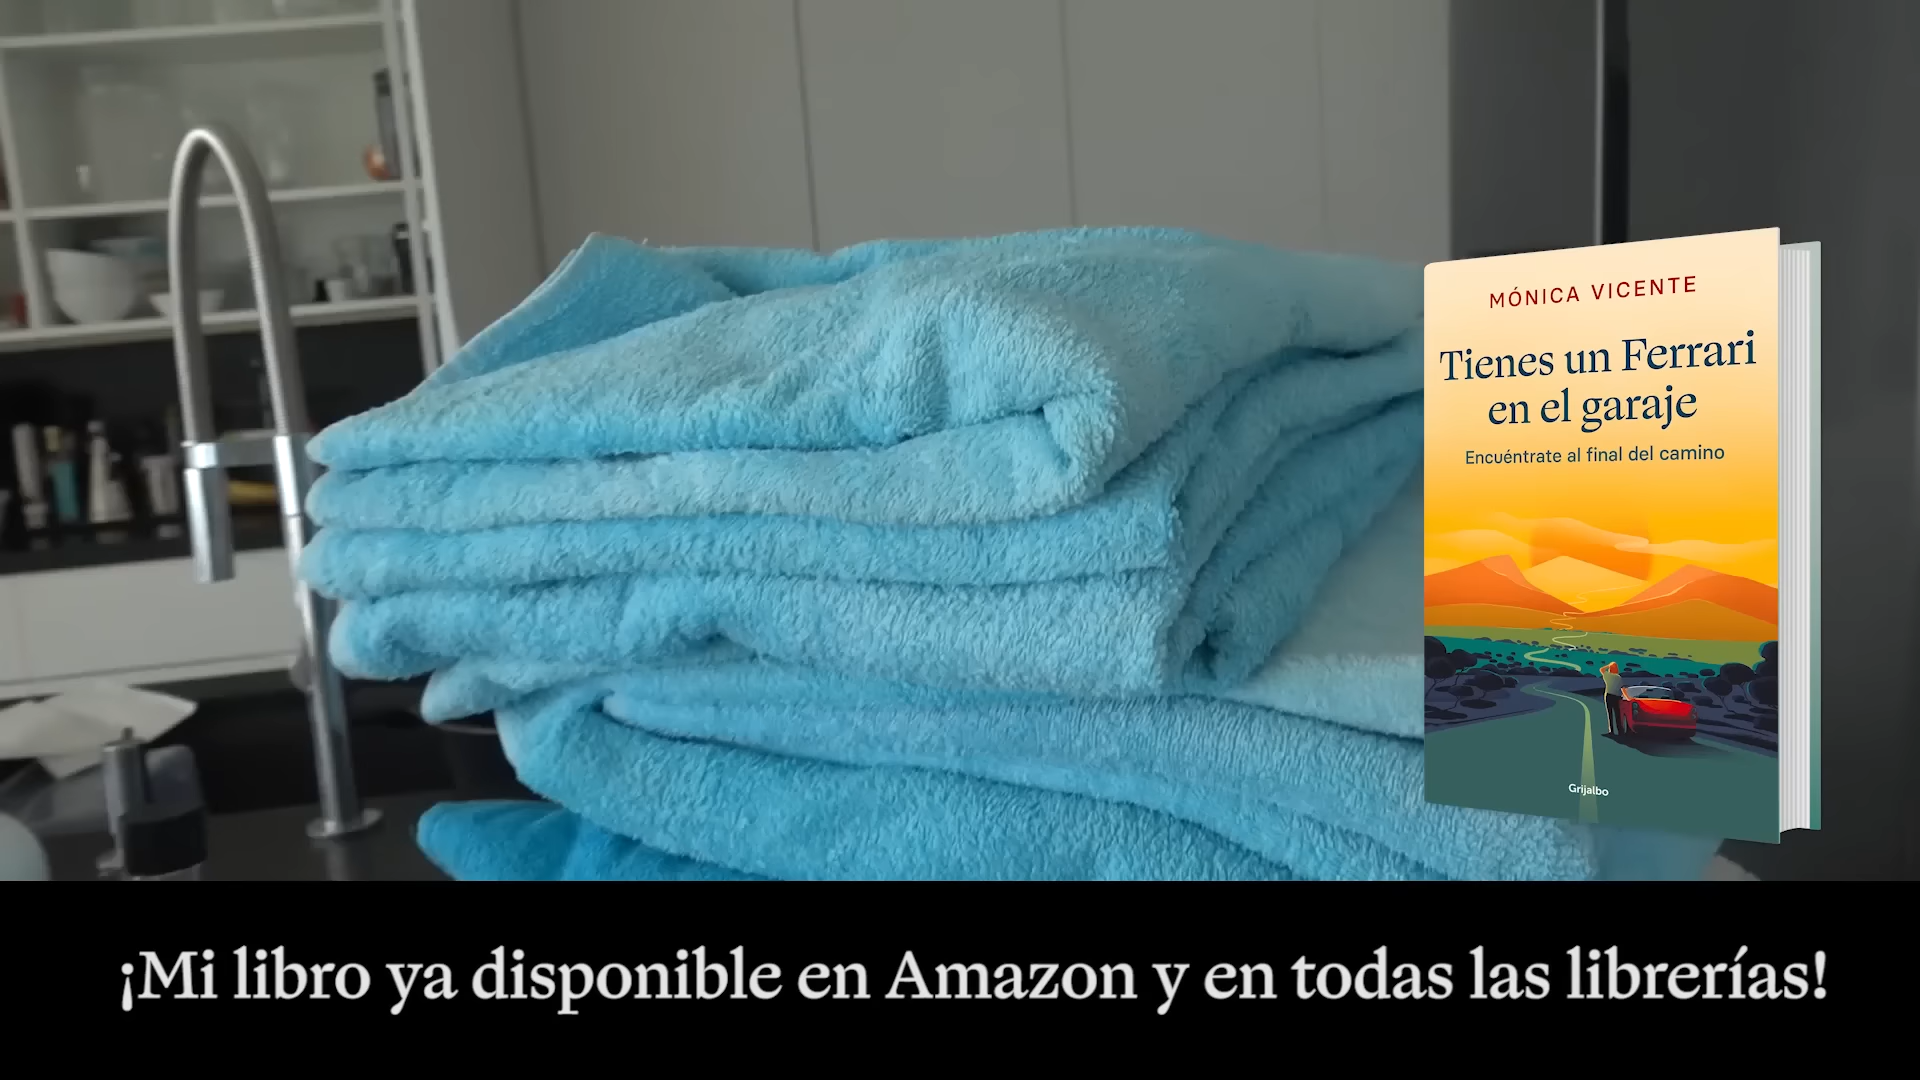 MÓNICA VICENTE
Tienes un Ferrari
en el garaje
Encuéntrate al final del camino
Grijalbo
¡Mi libro ya disponible en Amazon y en todas las librerías!